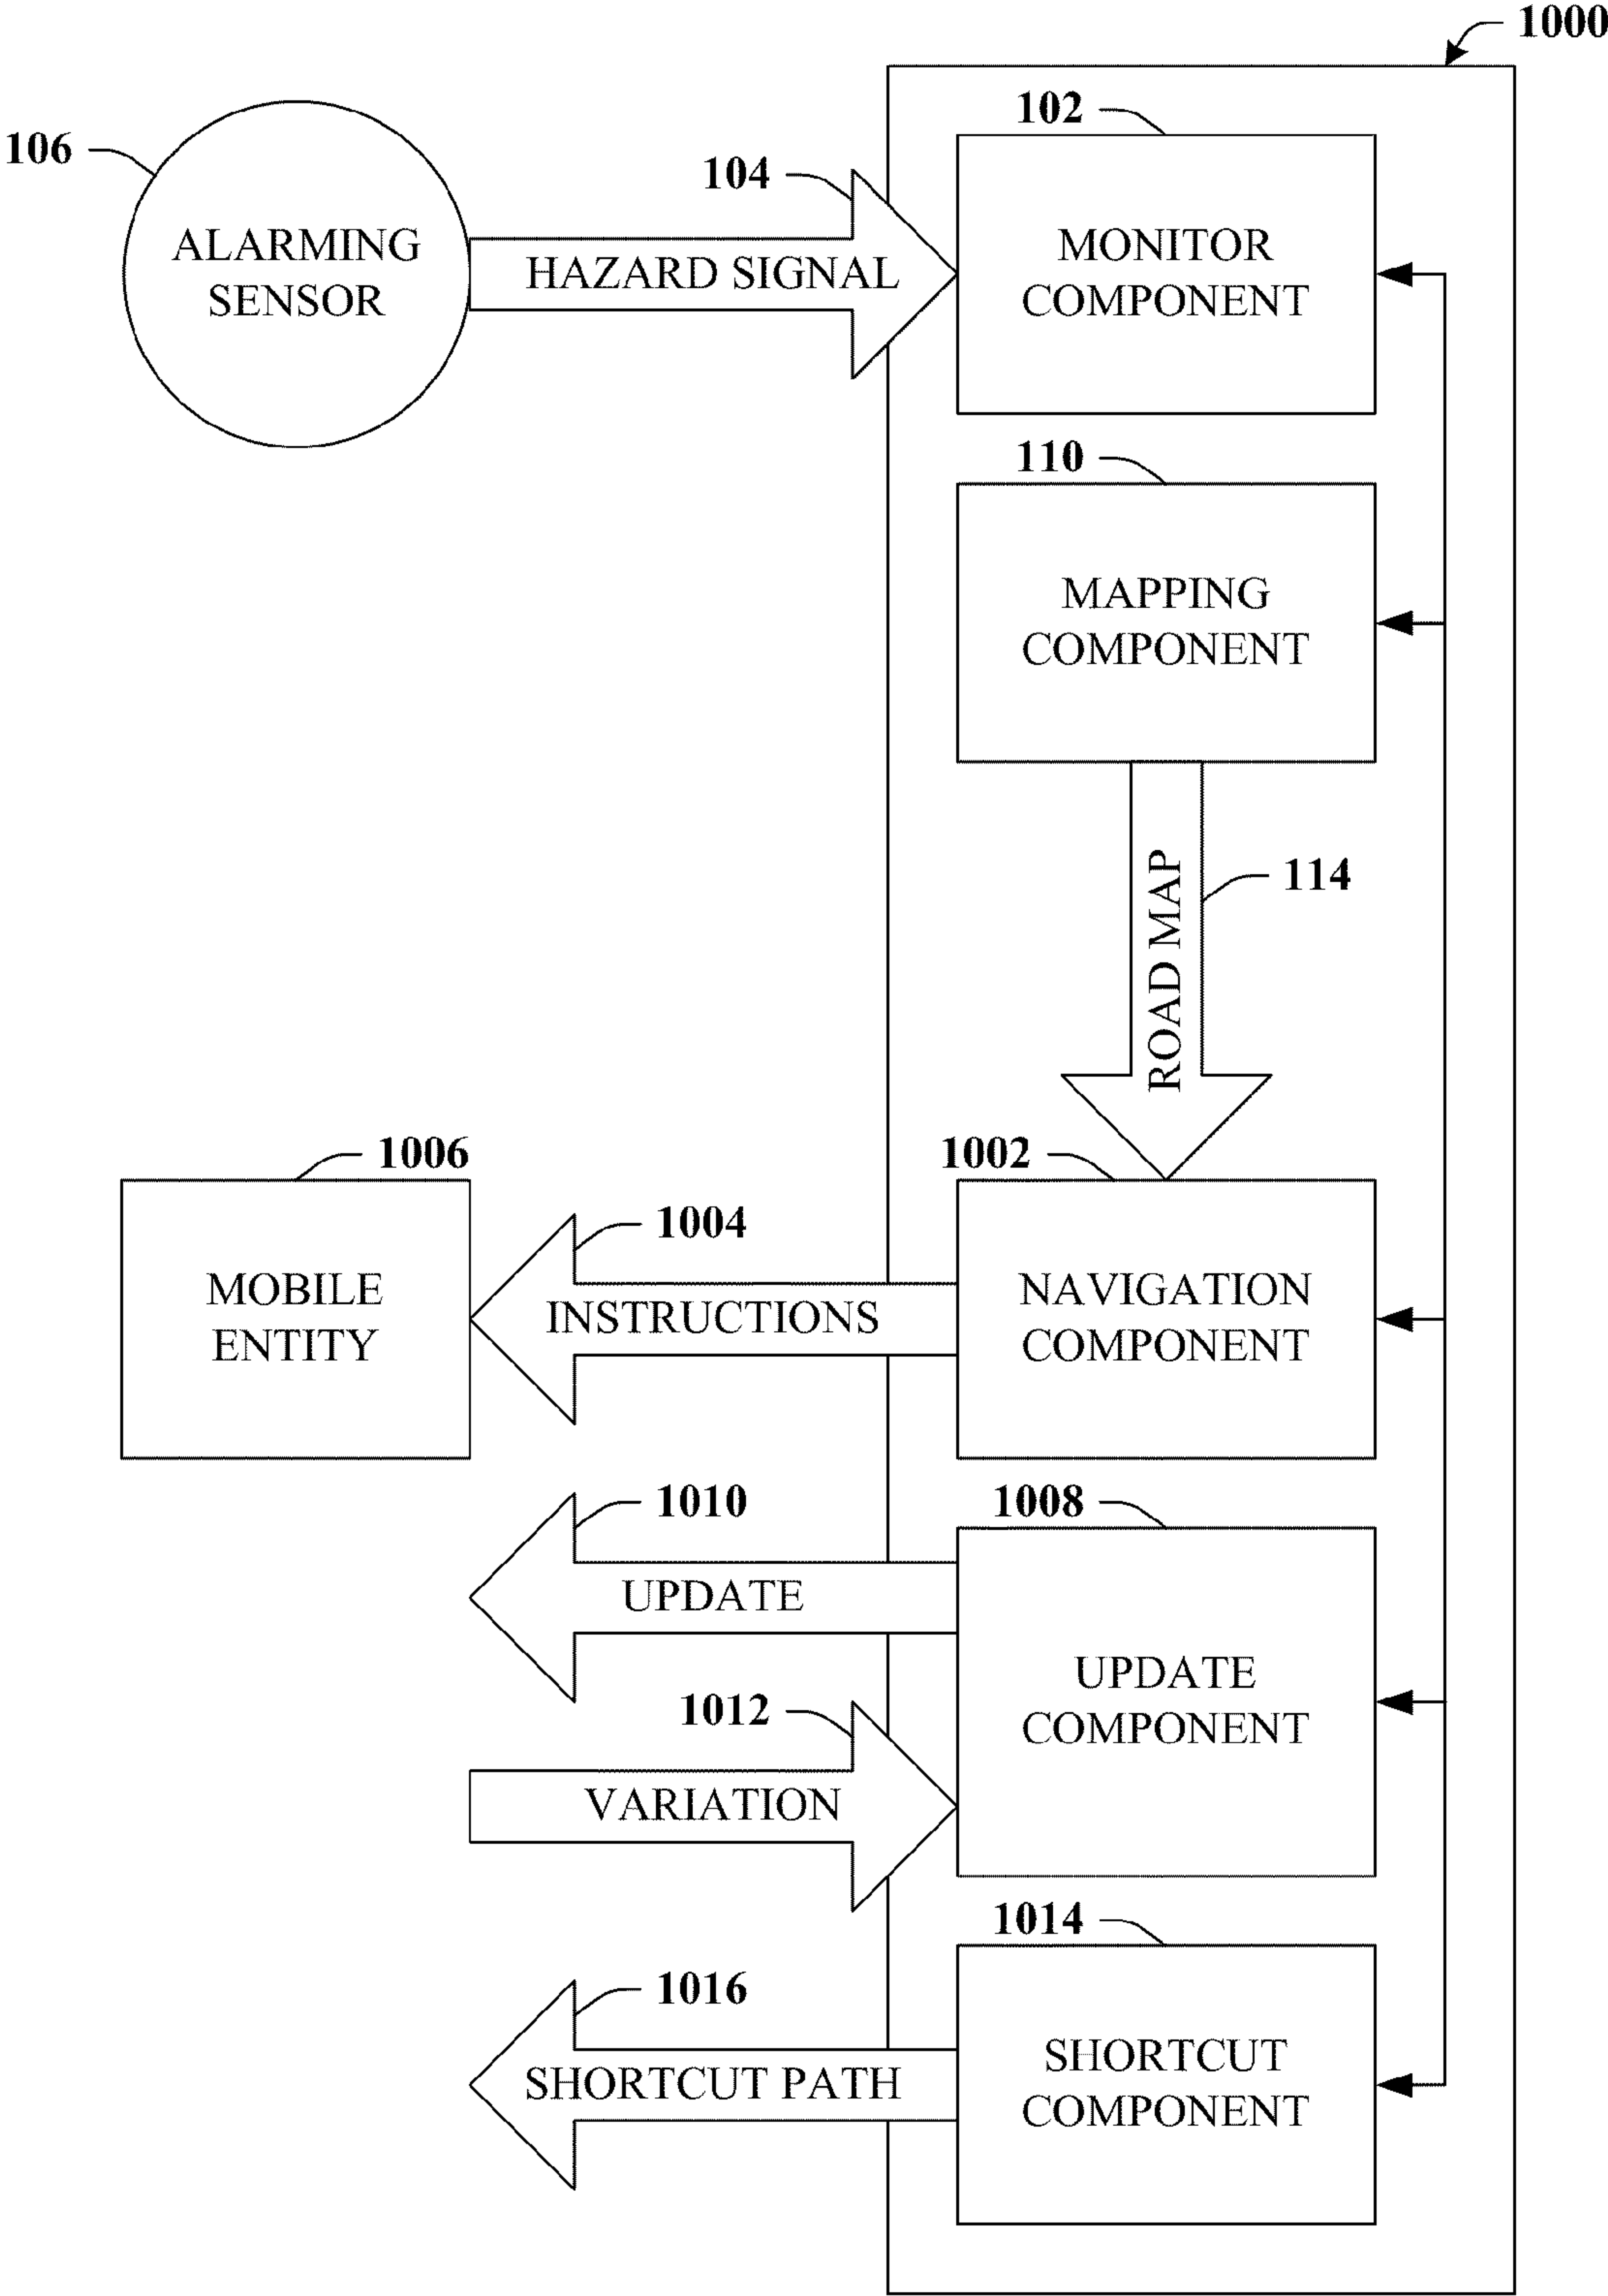 1000
102
106
104
ALARMING
SENSOR
HAZARD SIGNAL
MONITOR
COMPONENT
110
MAPPING
COMPONENT
ROAD MAP
114
1006
1002
1004
MOBILE
ENTITY
INSTRUCTIONS
NAVIGATION
COMPONENT
1010
1008
UPDATE
UPDATE
COMPONENT
1012
VARIATION
1014
1016
SHORTCUT PATH
SHORTCUT
COMPONENT